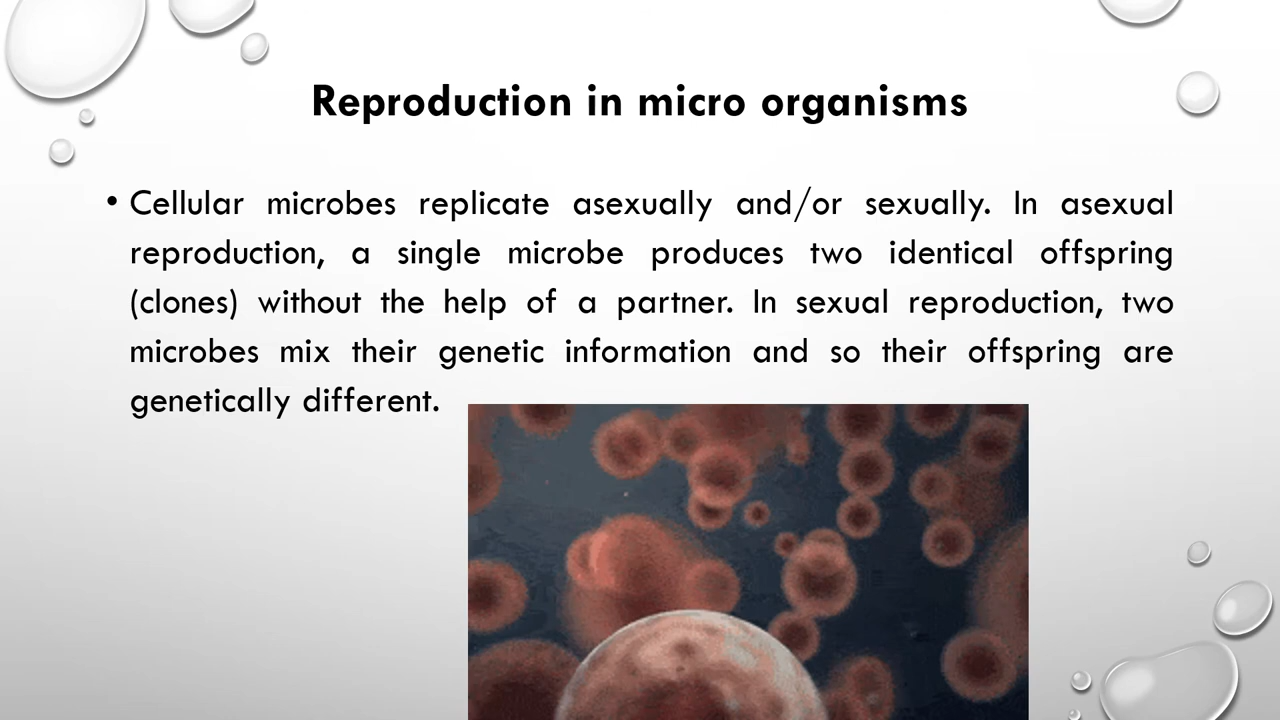 Reproduction in micro organisms
• Cellular microbes replicate asexually and/or sexually. In asexual
reproduction, a single microbe produces two identical offspring
(clones) without the help of a partner. In sexual reproduction, two
microbes mix their genetic information and so their offspring are
genetically different.